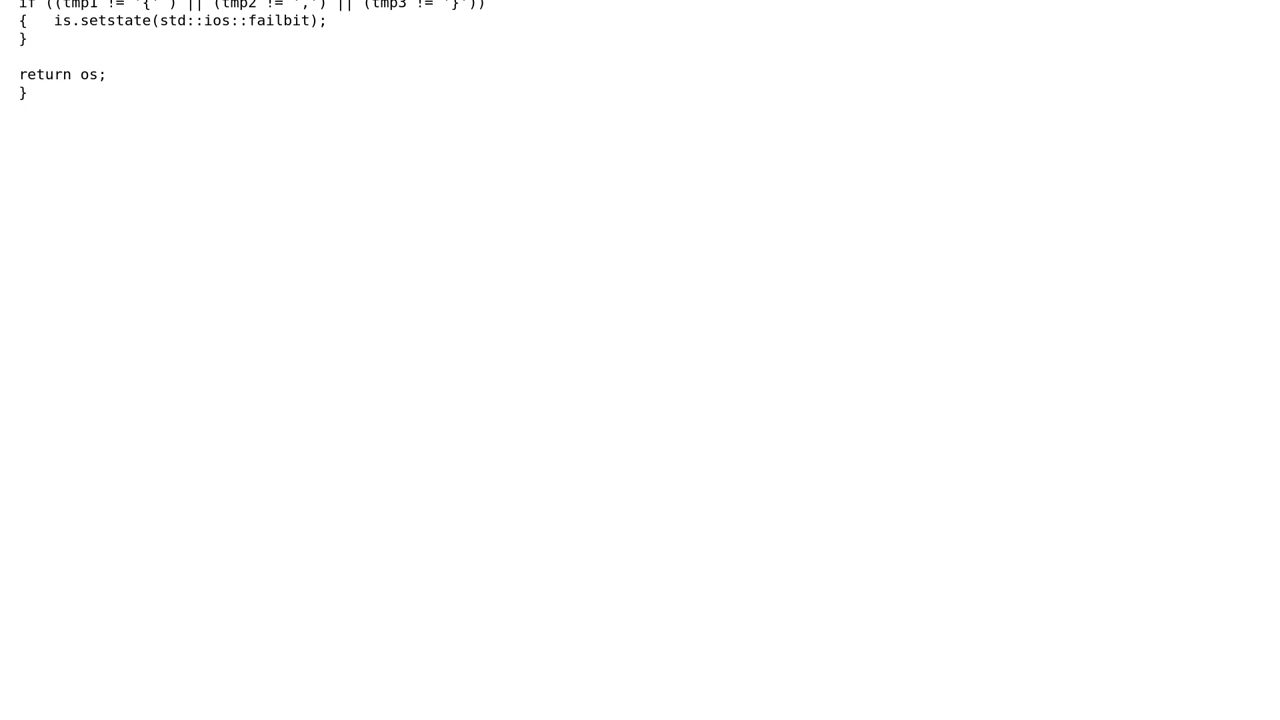 if ((tmp1 != '{' ) || (tmp2 != ',') || (tmp3 != '}'))
{   is.setstate(std::ios::failbit);
}

return os;
}